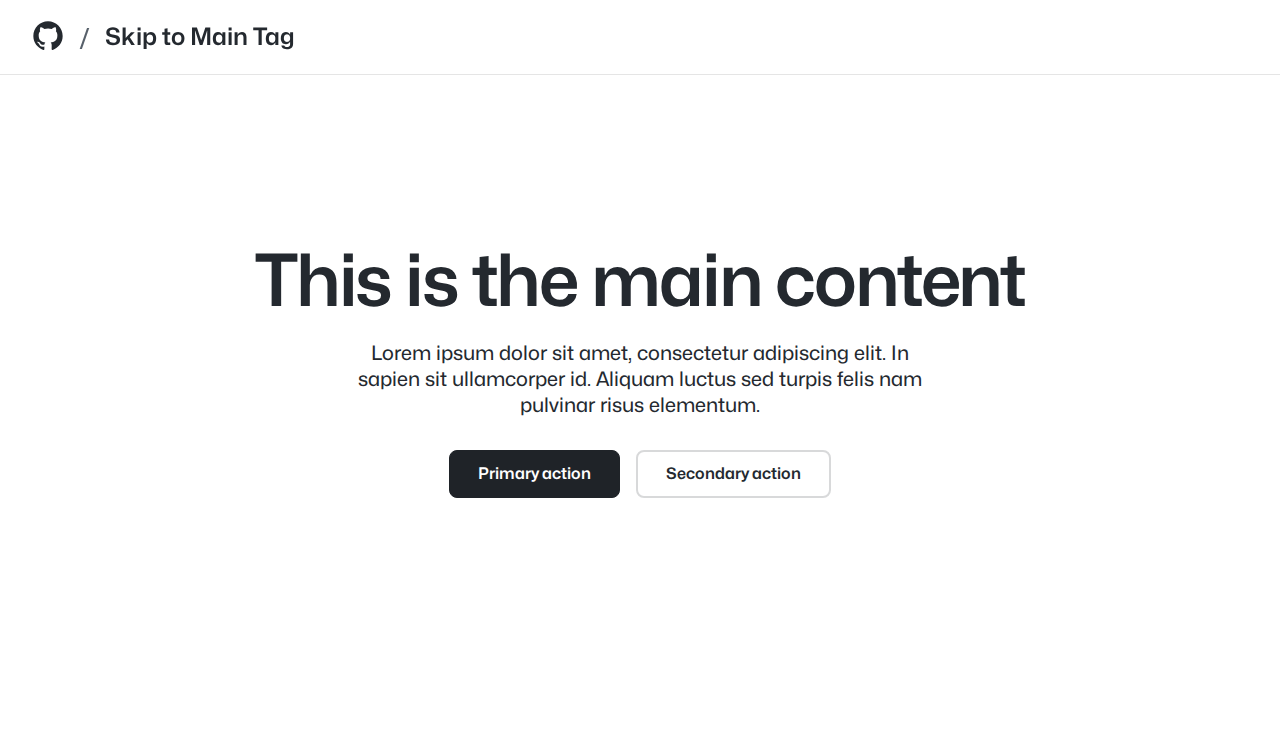 / Skip to Main Tag
This is the main content
Lorem ipsum dolor sit amet, consectetur adipiscing elit. In
sapien sit ullamcorper id. Aliquam luctus sed turpis felis nam
pulvinar risus elementum.
Primary action
Secondary action